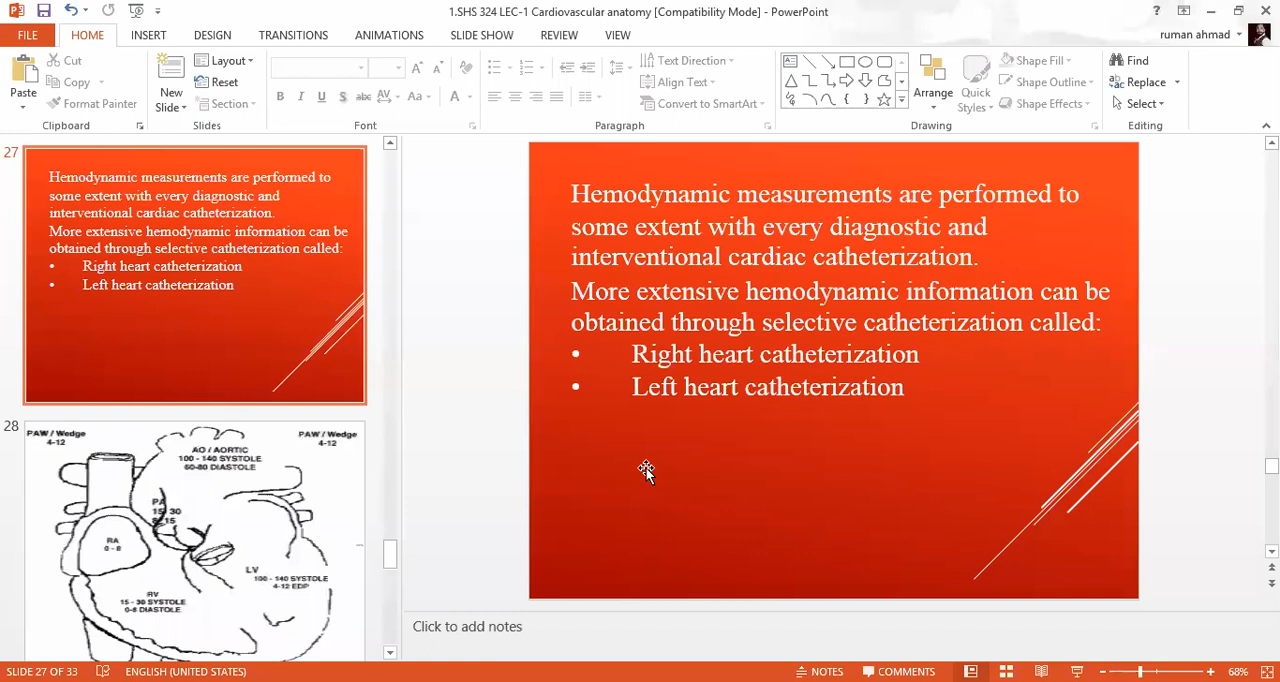 1.SHS 324 LEC-1 Cardiovascular anatomy [Compatibility Mode] - PowerPoint
?
FILE HOME INSERT DESIGN TRANSITIONS ANIMATIONS SLIDE SHOW REVIEW VIEW
ruman ahmad
Paste
Cut
Copy
Format Painter
Clipboard
New
Slide
Layout
Reset
Section
Slides
B I U S abc AV Aa A
Font
Text Direction
Align Text
Convert to SmartArt
Paragraph
Arrange
Quick
Styles
Shape Fill
Shape Outline
Shape Effects
Drawing
Find
Replace
Select
Editing
27
Hemodynamic measurements are performed to
some extent with every diagnostic and
interventional cardiac catheterization.
More extensive hemodynamic information can be
obtained through selective catheterization called:
• Right heart catheterization
• Left heart catheterization
28
PAW / Wedge
4-12
PAW / Wedge
4-12
AO / AORTIC
100 - 140 SYSTOLE
60-80 DIASTOLE
PA
RA
0 - 8
LV
100 - 140 SYSTOLE
4-12 EDP
RV
15 - 30 SYSTOLE
0-8 DIASTOLE
Hemodynamic measurements are performed to
some extent with every diagnostic and
interventional cardiac catheterization.
More extensive hemodynamic information can be
obtained through selective catheterization called:
• Right heart catheterization
• Left heart catheterization
Click to add notes
SLIDE 27 OF 33 ENGLISH (UNITED STATES) NOTES COMMENTS 68%